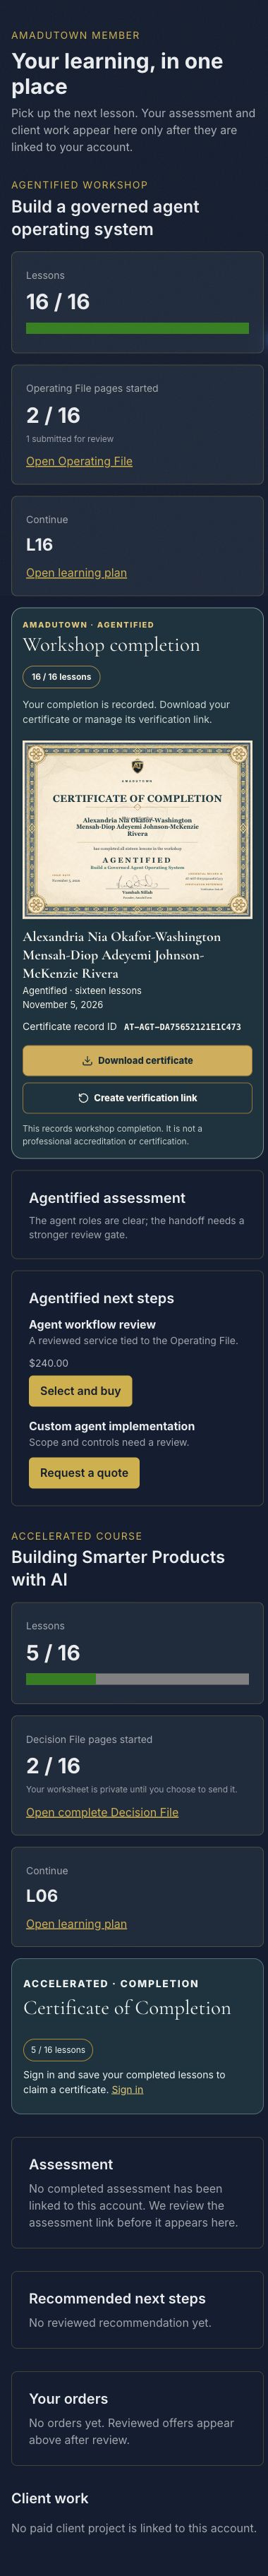 AMADUTOWN MEMBER
Your learning, in one
place
Pick up the next lesson. Your assessment and
client work appear here only after they are
linked to your account.
AGENTIFIED WORKSHOP
Build a governed agent
operating system
Lessons
16 / 16
Operating File pages started
2 / 16
1 submitted for review
Open Operating File
Continue
L16
Open learning plan
AMADUTOWN · AGENTIFIED
Workshop completion
16 / 16 lessons
Your completion is recorded. Download your
certificate or manage its verification link.
AMADUTOWN
CERTIFICATE OF COMPLETION
Alexandria Nia Okafor-Washington
Mensah-Diop Adeyemi Johnson-McKenzie
Rivera
has completed all sixteen lessons in the workshop
AGENTIFIED
Build a Governed Agent Operating System
Alexandria Nia Okafor-Washington
Mensah-Diop Adeyemi Johnson-
McKenzie Rivera
Agentified · sixteen lessons
November 5, 2026
Certificate record ID AT-AGT-DA75652121E1C473
Download certificate
Create verification link
This records workshop completion. It is not a
professional accreditation or certification.
Agentified assessment
The agent roles are clear; the handoff needs a
stronger review gate.
Agentified next steps
Agent workflow review
A reviewed service tied to the Operating File.
$240.00
Select and buy
Custom agent implementation
Scope and controls need a review.
Request a quote
ACCELERATED COURSE
Building Smarter Products
with AI
Lessons
5 / 16
Decision File pages started
2 / 16
Your worksheet is private until you choose to send it.
Open complete Decision File
Continue
L06
Open learning plan
ACCELERATED · COMPLETION
Certificate of Completion
5 / 16 lessons
Sign in and save your completed lessons to
claim a certificate. Sign in
Assessment
No completed assessment has been
linked to this account. We review the
assessment link before it appears here.
Recommended next steps
No reviewed recommendation yet.
Your orders
No orders yet. Reviewed offers appear
above after review.
Client work
No paid client project is linked to this account.